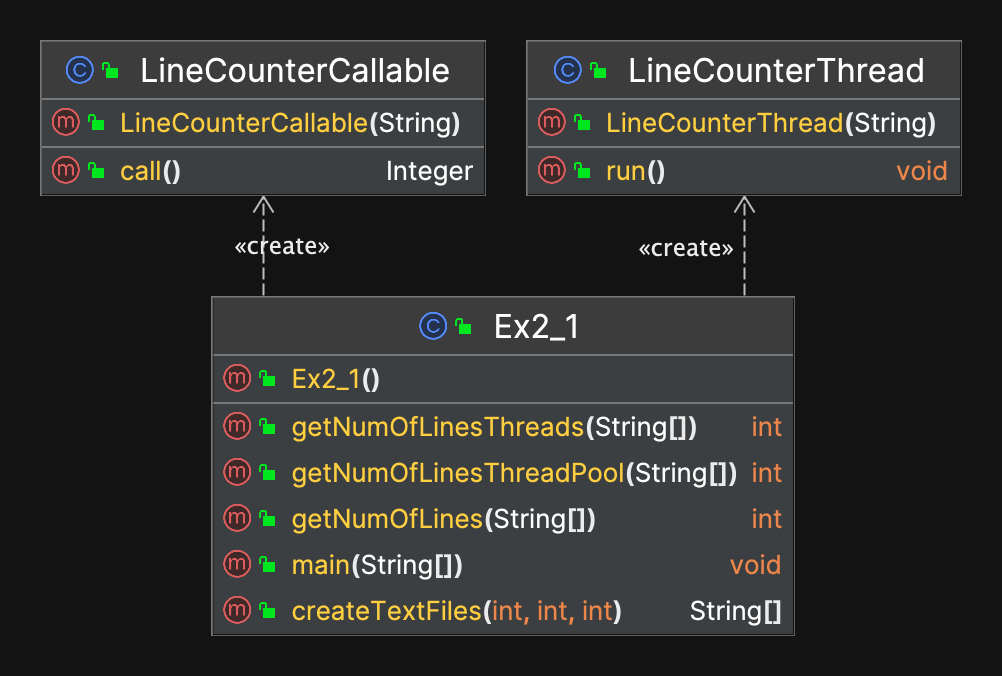 LineCounterCallable
LineCounterCallable(String)
call() Integer
LineCounterThread
LineCounterThread(String)
run() void
«create»
«create»
Ex2_1
Ex2_1()
getNumOfLinesThreads(String[]) int
getNumOfLinesThreadPool(String[]) int
getNumOfLines(String[]) int
main(String[]) void
createTextFiles(int, int, int) String[]